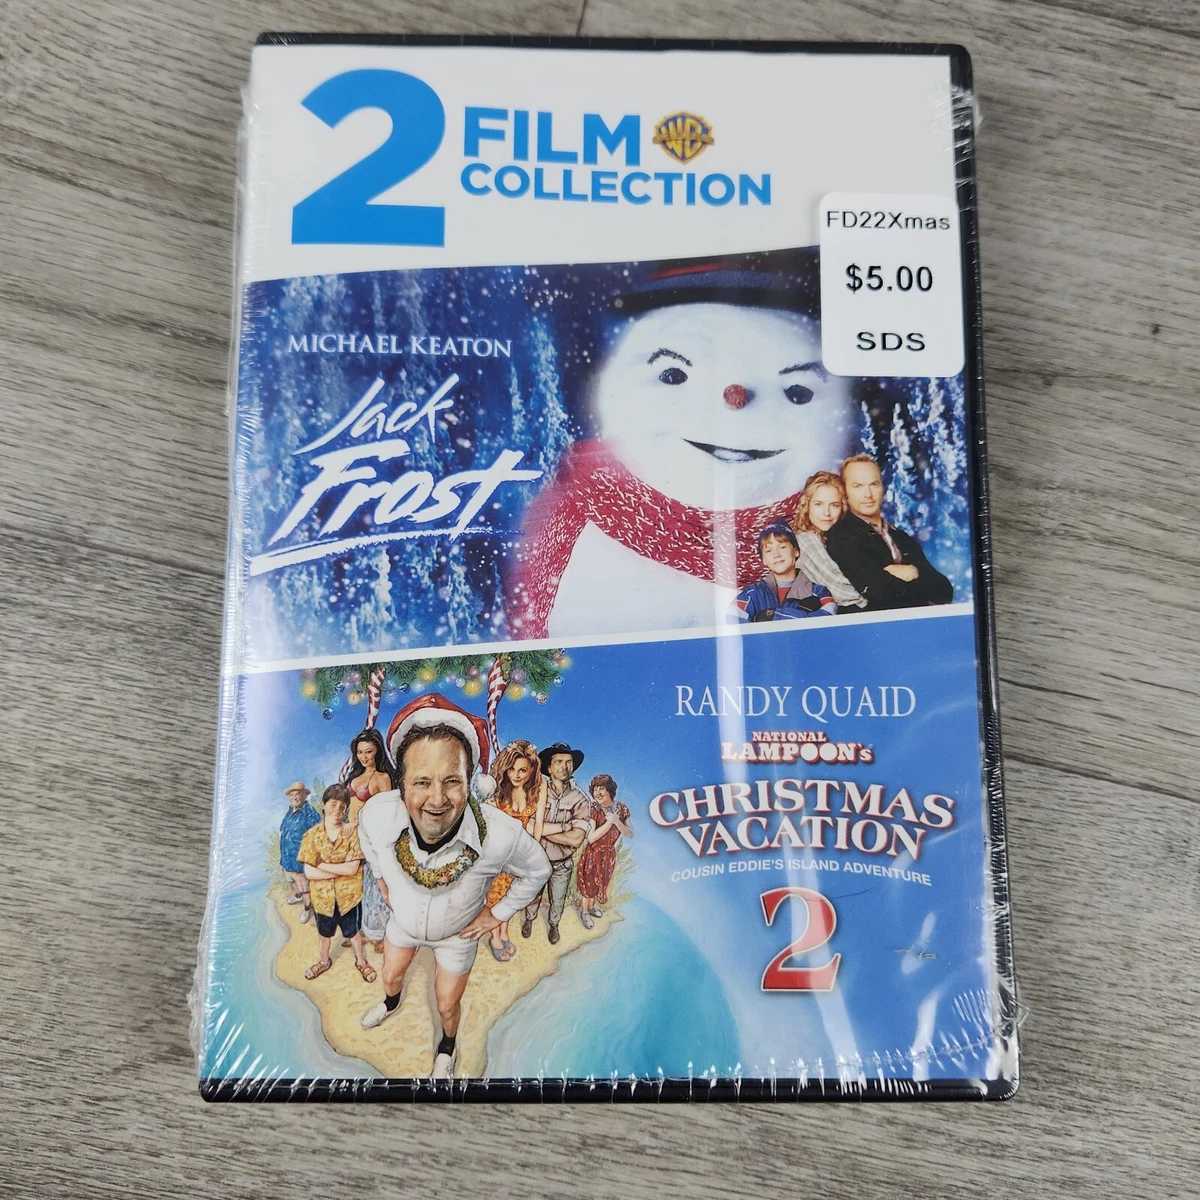 2 FILM
COLLECTION
WB
FD22Xmas
$5.00
SDS
MICHAEL KEATON
Jack
Frost
RANDY QUAID
NATIONAL
LAMPOON's
CHRISTMAS
VACATION
COUSIN EDDIE'S ISLAND ADVENTURE
2